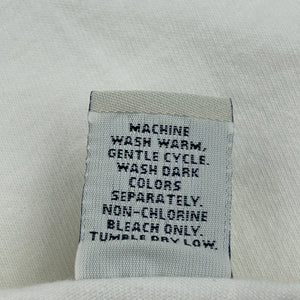 MACHINE
WASH WARM,
GENTLE CYCLE.
WASH DARK
COLORS
SEPARATELY.
NON-CHLORINE
BLEACH ONLY.
TUMBLE DRY LOW.